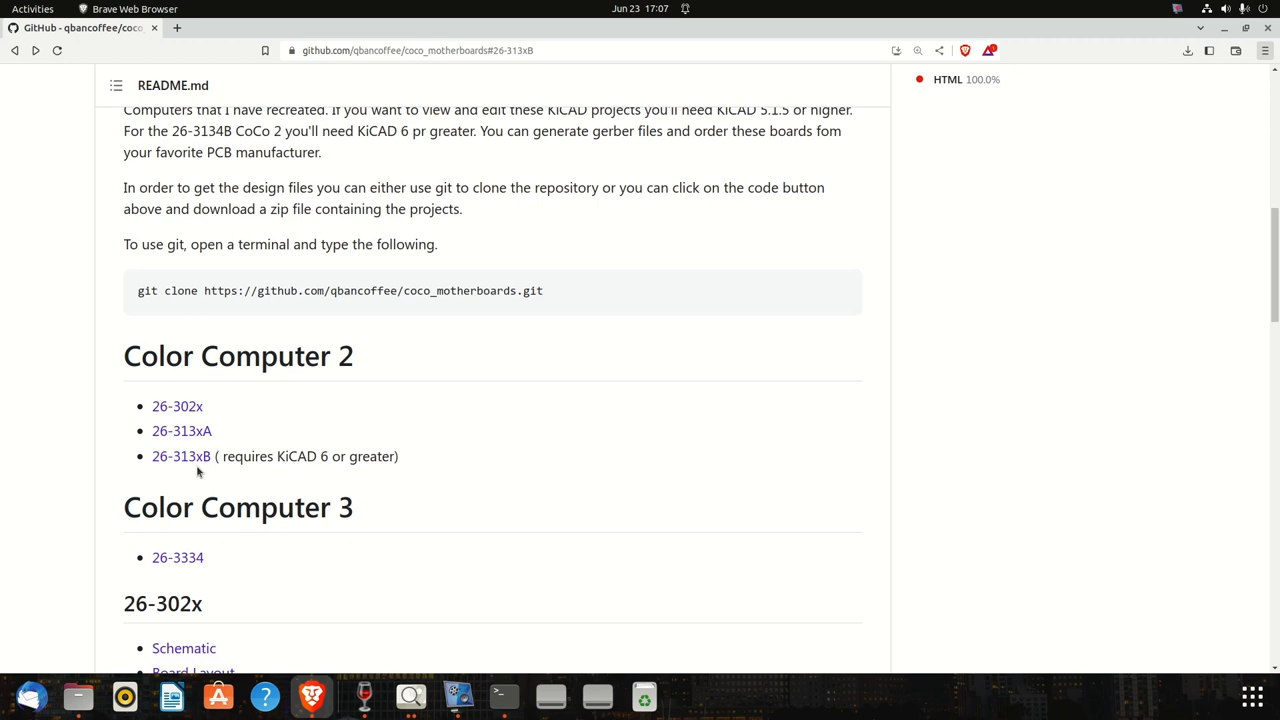 Activities
Brave Web Browser
Jun 23 17:07
GitHub - qbancoffee/coco_
github.com/qbancoffee/coco_motherboards#26-313xB
README.md
HTML 100.0%
Computers that I have recreated. If you want to view and edit these KiCAD projects you'll need KiCAD 5.1.5 or higher.
For the 26-3134B CoCo 2 you'll need KiCAD 6 pr greater. You can generate gerber files and order these boards fom
your favorite PCB manufacturer.
In order to get the design files you can either use git to clone the repository or you can click on the code button
above and download a zip file containing the projects.
To use git, open a terminal and type the following.
git clone https://github.com/qbancoffee/coco_motherboards.git
Color Computer 2
26-302x
26-313xA
26-313xB ( requires KiCAD 6 or greater)
Color Computer 3
26-3334
26-302x
Schematic
Board Layout